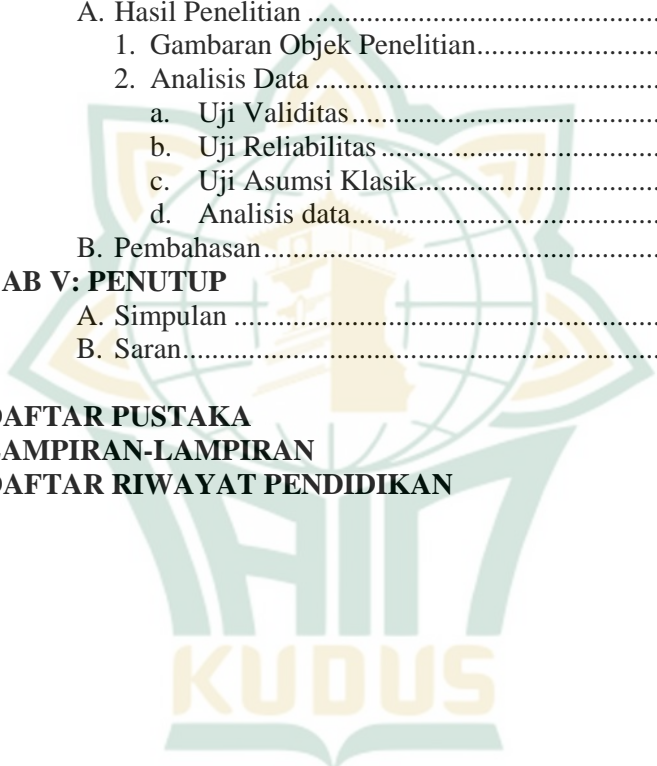 A. Hasil Penelitian ........................................................
1. Gambaran Objek Penelitian..............................
2. Analisis Data ....................................................
a. Uji Validitas................................................
b. Uji Reliabilitas ............................................
c. Uji Asumsi Klasik.......................................
d. Analisis data................................................
B. Pembahasan............................................................
AB V: PENUTUP
A. Simpulan ................................................................
B. Saran.......................................................................
DAFTAR PUSTAKA
LAMPIRAN-LAMPIRAN
DAFTAR RIWAYAT PENDIDIKAN
IAIN
KUDUS